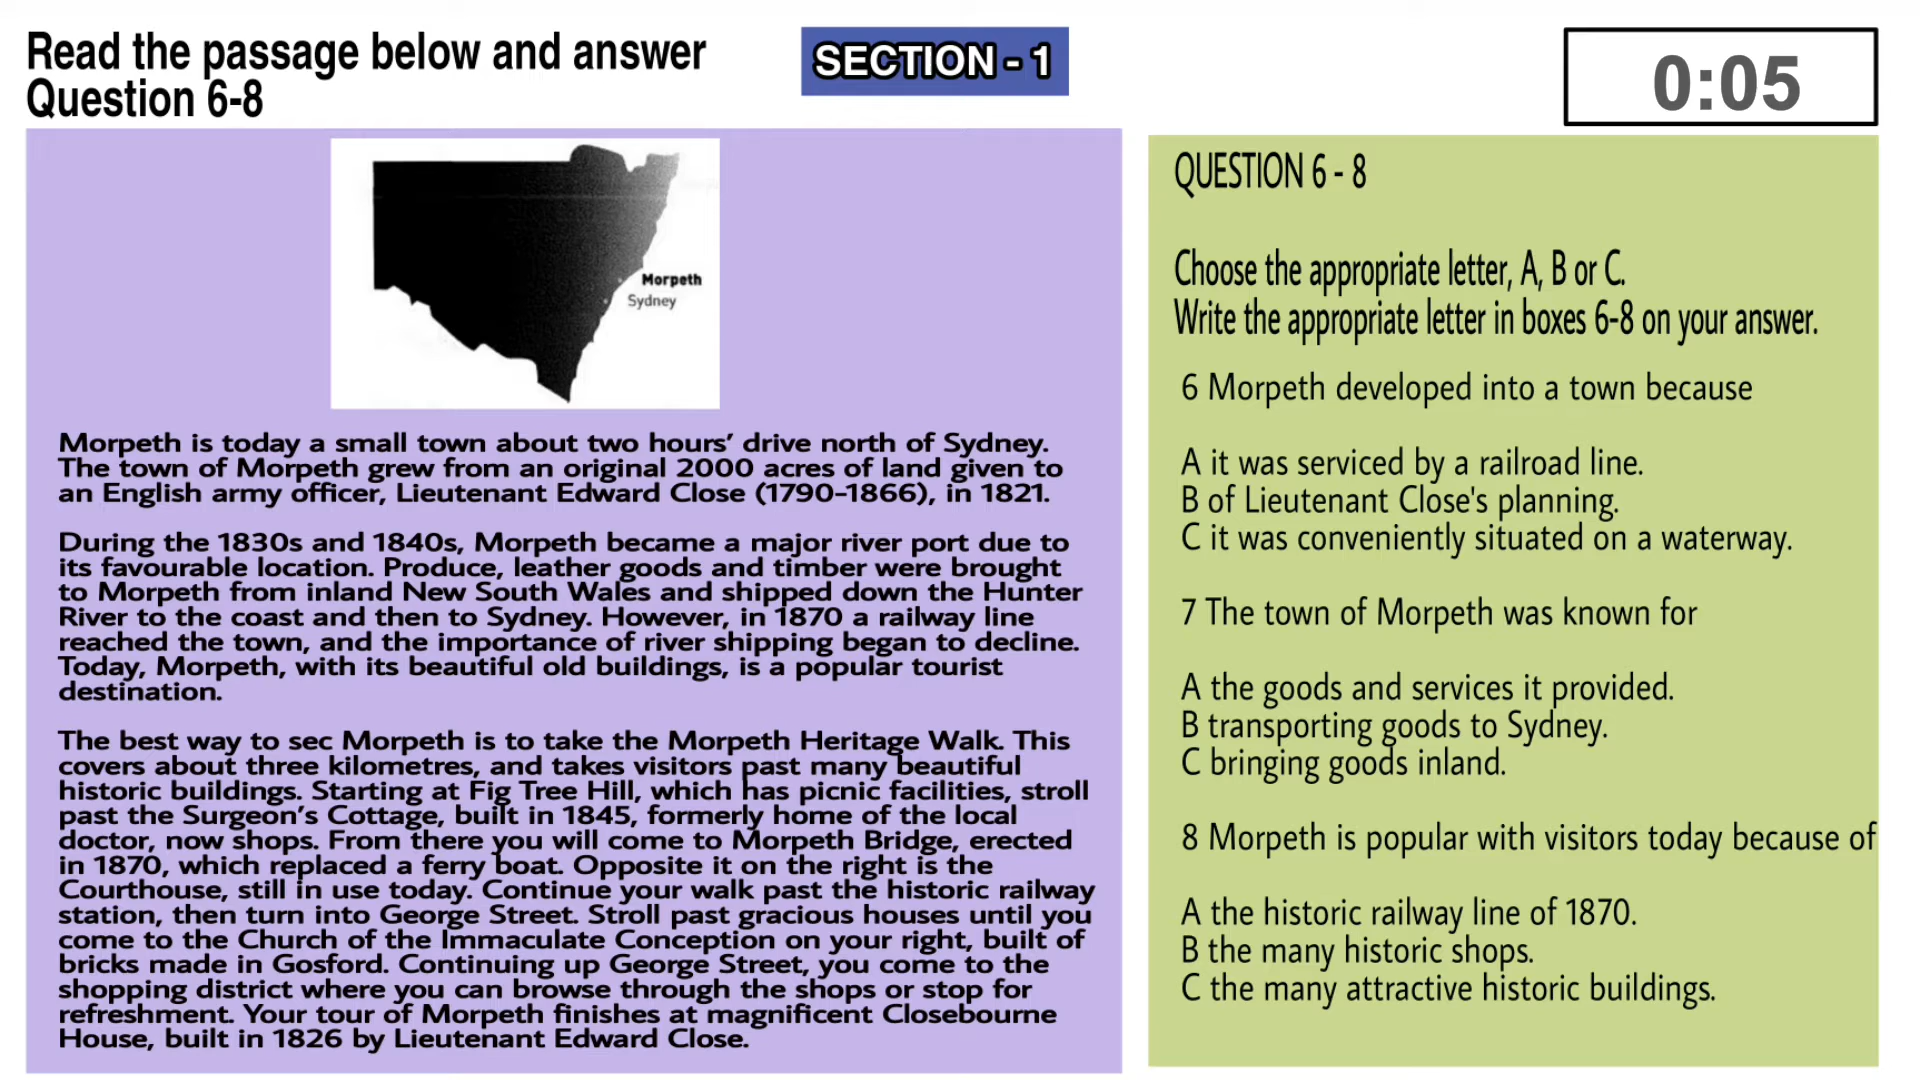 Read the passage below and answer
Question 6-8
SECTION - 1
0:05
Morpeth
Sydney
Morpeth is today a small town about two hours’ drive north of Sydney.
The town of Morpeth grew from an original 2000 acres of land given to
an English army officer, Lieutenant Edward Close (1790-1866), in 1821.
During the 1830s and 1840s, Morpeth became a major river port due to
its favourable location. Produce, leather goods and timber were brought
to Morpeth from inland New South Wales and shipped down the Hunter
River to the coast and then to Sydney. However, in 1870 a railway line
reached the town, and the importance of river shipping began to decline.
Today, Morpeth, with its beautiful old buildings, is a popular tourist
destination.
The best way to sec Morpeth is to take the Morpeth Heritage Walk. This
covers about three kilometres, and takes visitors past many beautiful
historic buildings. Starting at Fig Tree Hill, which has picnic facilities, stroll
past the Surgeon’s Cottage, built in 1845, formerly home of the local
doctor, now shops. From there you will come to Morpeth Bridge, erected
in 1870, which replaced a ferry boat. Opposite it on the right is the
Courthouse, still in use today. Continue your walk past the historic railway
station, then turn into George Street. Stroll past gracious houses until you
come to the Church of the Immaculate Conception on your right, built of
bricks made in Gosford. Continuing up George Street, you come to the
shopping district where you can browse through the shops or stop for
refreshment. Your tour of Morpeth finishes at magnificent Closebourne
House, built in 1826 by Lieutenant Edward Close.
QUESTION 6 - 8
Choose the appropriate letter, A, B or C.
Write the appropriate letter in boxes 6-8 on your answer.
6 Morpeth developed into a town because
A it was serviced by a railroad line.
B of Lieutenant Close's planning.
C it was conveniently situated on a waterway.
7 The town of Morpeth was known for
A the goods and services it provided.
B transporting goods to Sydney.
C bringing goods inland.
8 Morpeth is popular with visitors today because of
A the historic railway line of 1870.
B the many historic shops.
C the many attractive historic buildings.